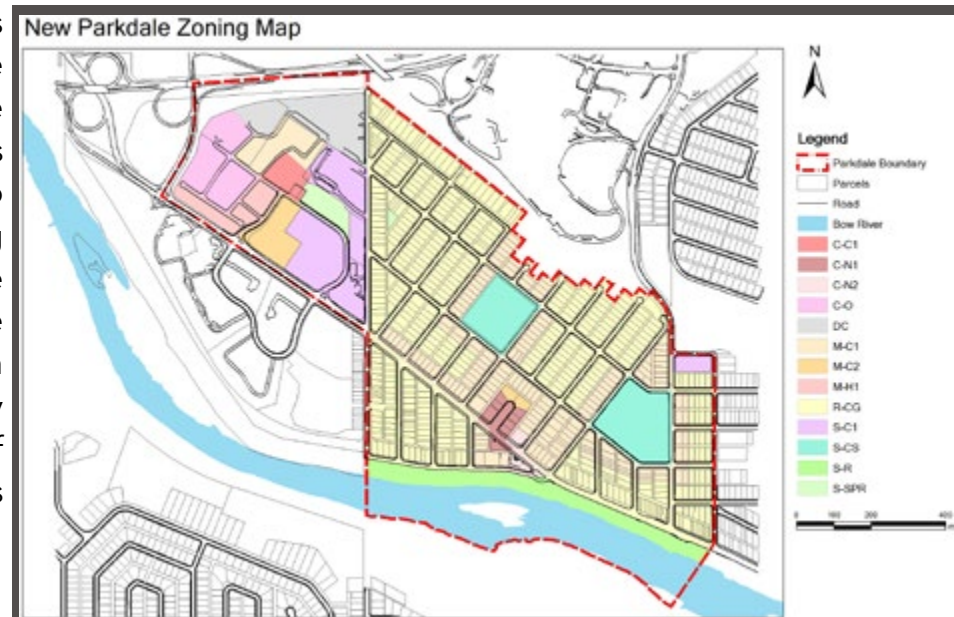 New Parkdale Zoning Map
N
Legend
Parkdale Boundary
Parcels
Road
Bow River
C-C1
C-N1
C-N2
C-O
DC
M-C1
M-C2
M-H1
R-CG
S-C1
S-CS
S-R
S-SPR
0 100 200 400